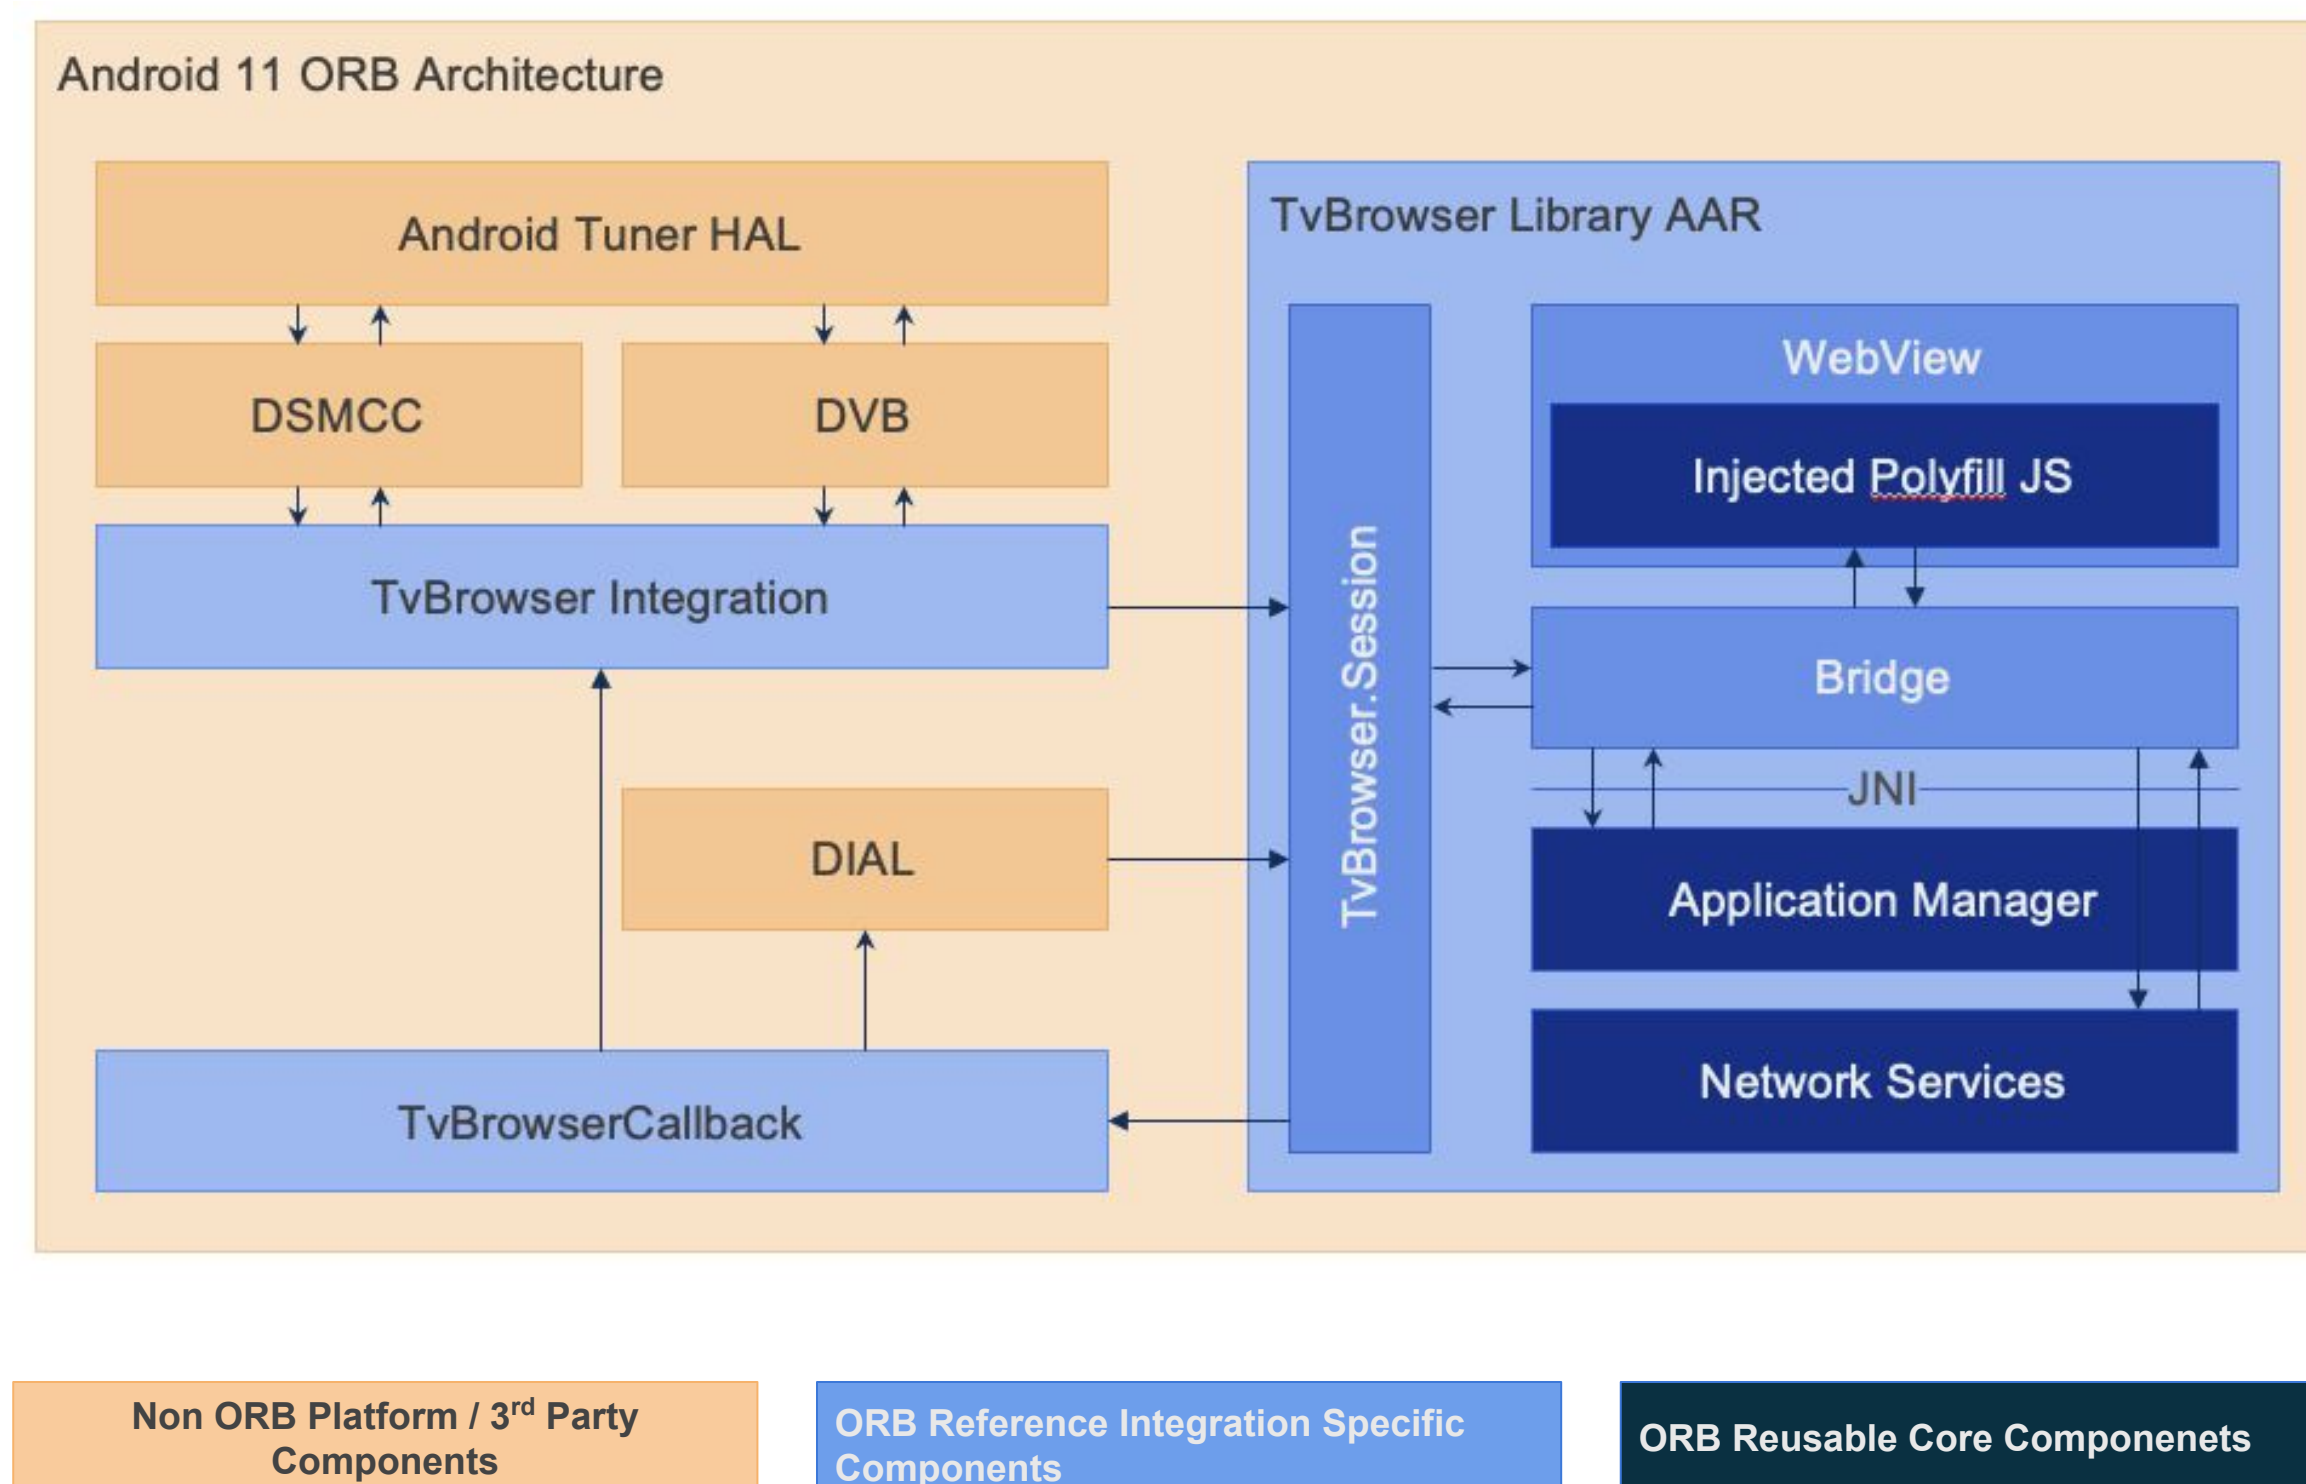 Android 11 ORB Architecture
Android Tuner HAL
DSMCC
DVB
TvBrowser Integration
DIAL
TvBrowserCallback
TvBrowser Library AAR
TvBrowser.Session
WebView
Injected Polyfill JS
Bridge
JNI
Application Manager
Network Services
Non ORB Platform / 3rd Party
Components
ORB Reference Integration Specific
Components
ORB Reusable Core Componenets